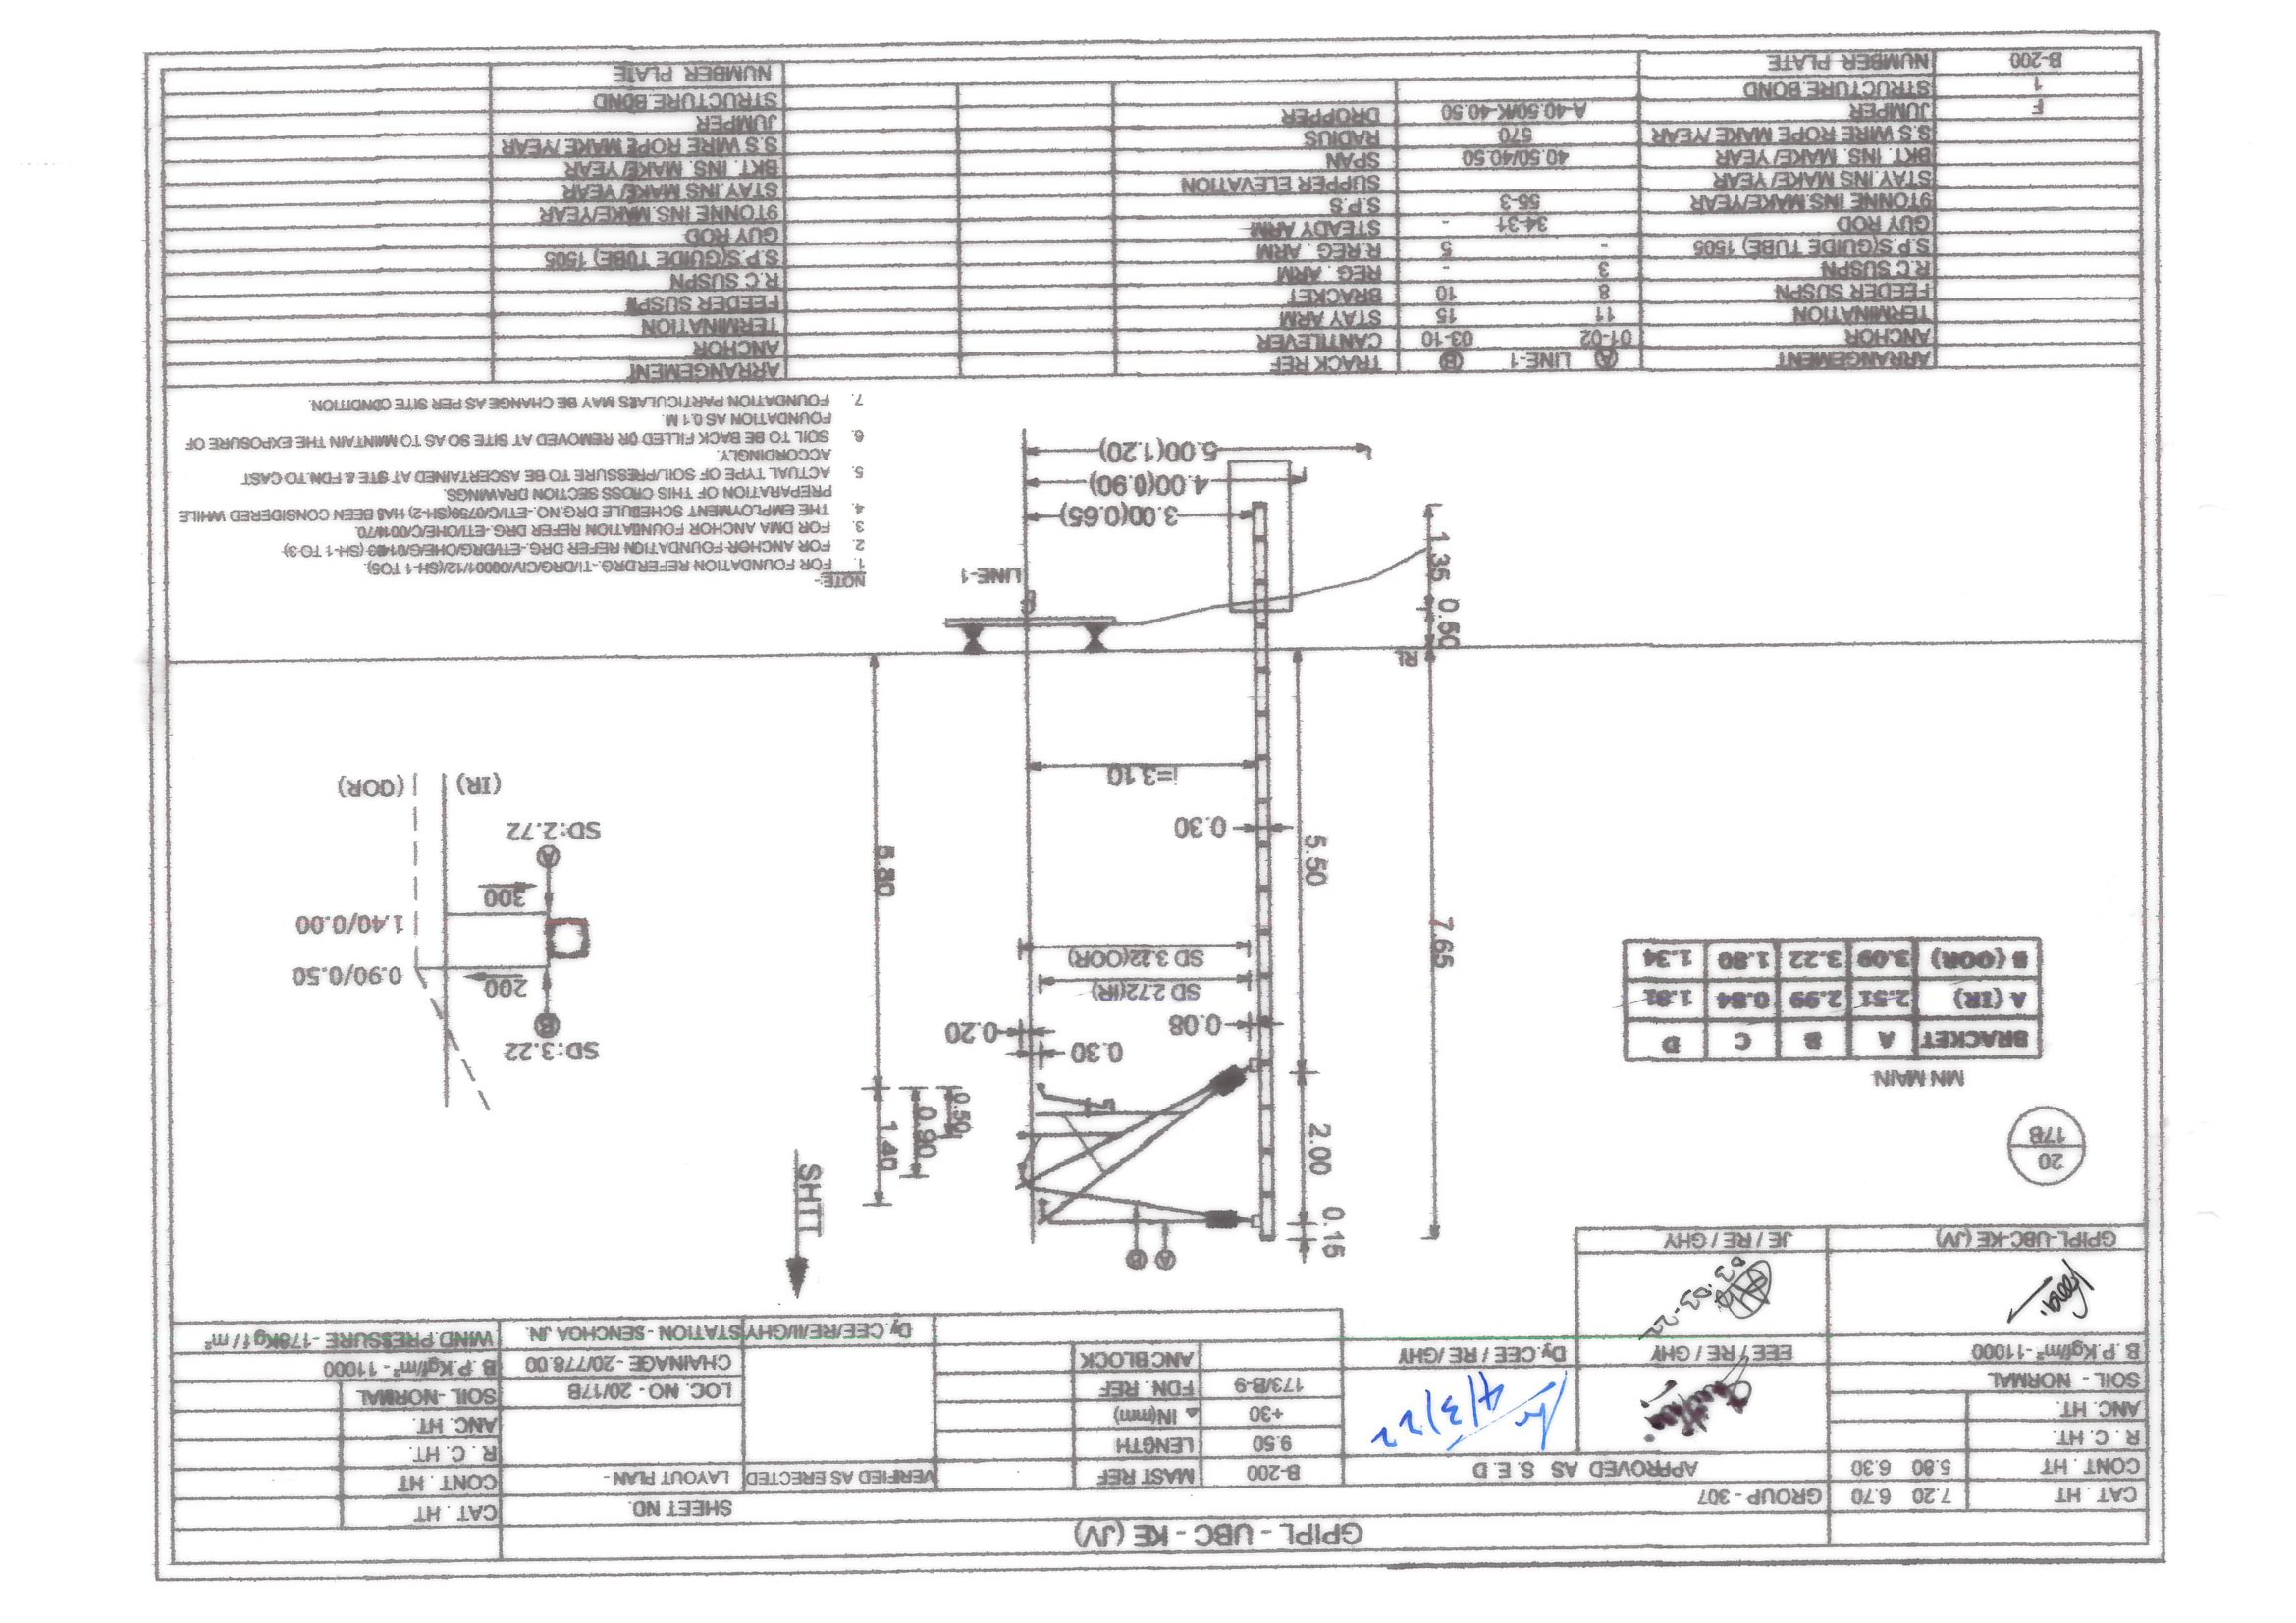 GPIPL - UBC - KE (JV)
CAT . HT 7.20 6.70
CONT . HT 5.80 6.30
R . C. HT.
ANC. HT.
SOIL - NORMAL
B .P.Kgf/m² -11000
GPIPL-UBC-KE (JV)
GROUP - 307
APPROVED AS S. E. D
EEE / RE / GHY
4/3/22
Dy.CEE / RE /GHY
03.03-22
JE / RE / GHY
B-200 MAST REF
9.50 LENGTH
+30 IN(mm)
173/B-9 FDN. REF
ANC BLOCK
VERIFIED AS ERECTED
Dy.CEE/RE/II/GHY
SHEET NO.
LAYOUT PLAN -
LOC. NO - 20/17B
CHAINAGE -20/778.00
STATION - SENCHOA JN.
CAT . HT
CONT . HT
R . C. HT.
ANC. HT.
SOIL -NORMAL
B .P.Kgf/m² - 11000
WIND.PRESSURE -178Kg f / m²
20
17B
MN MAIN
BRACKET A B C D
A (IR) 2.51 2.99 0.84 1.81
B (OOR) 3.09 3.22 1.80 1.34
A B
0.15
2.00
7.65
5.50
0.50
0.90
1.40
SHTT
0.30
0.20
0.08
SD 2.72(IR)
SD 3.22(OOR)
5.80
0.30
i=3.10
RL
0.50
1.35
LINE-1
3.00(0.65)
4.00(0.90)
5.00(1.20)
SD:3.22
B
200
0.90/0.50
1.40/0.00
300
A
SD:2.72
(IR) (OOR)
NOTE:-
1. FOR FOUNDATION REFER DRG.-TI/DRG/CIV/00001/12/(SH-1 TO5).
2. FOR ANCHOR FOUNDATION REFER DRG.-ETI/DRG/OHE/G/01403 (SH-1 TO 3)
3. FOR DMA ANCHOR FOUNDATION REFER DRG.-ETI/OHE/C/0014/70.
4. THE EMPLOYMENT SCHEDULE DRG.NO.-ETI/C/0759(SH-2) HAS BEEN CONSIDERED WHILE
PREPARATION OF THIS CROSS SECTION DRAWINGS.
5. ACTUAL TYPE OF SOIL/PRESSURE TO BE ASCERTAINED AT SITE & FDN.TO CAST
ACCORDINGLY.
6. SOIL TO BE BACK FILLED OR REMOVED AT SITE SO AS TO MAINTAIN THE EXPOSURE OF
FOUNDATION AS 0.1 M.
7. FOUNDATION PARTICULARS MAY BE CHANGE AS PER SITE CONDITION.
ARRANGEMENT A LINE-1 B TRACK REF ARRANGEMENT
ANCHOR 01-02 03-10 CANTILEVER ANCHOR
TERMINATION 11 15 STAY ARM TERMINATION
FEEDER SUSPN 8 10 BRACKET FEEDER SUSPN
R.C SUSPN 3 - REG . ARM R.C SUSPN
S.P.S(GUIDE TUBE) 1505 - 5 R.REG . ARM S.P.S(GUIDE TUBE) 1505
GUY ROD 34-31 - STEADY ARM GUY ROD
9TONNE INS.MAKE/YEAR 55-3 S.P.S 9TONNE INS.MAKE/YEAR
STAY.INS MAKE/ YEAR SUPPER ELEVATION STAY.INS MAKE/ YEAR
BKT. INS. MAKE/ YEAR 40.50/40.50 SPAN BKT. INS. MAKE/ YEAR
S.S WIRE ROPE MAKE /YEAR 570 RADIUS S.S WIRE ROPE MAKE /YEAR
F JUMPER A-40.50/K-40.50 DROPPER JUMPER
1 STRUCTURE.BOND STRUCTURE.BOND
B-200 NUMBER PLATE NUMBER PLATE